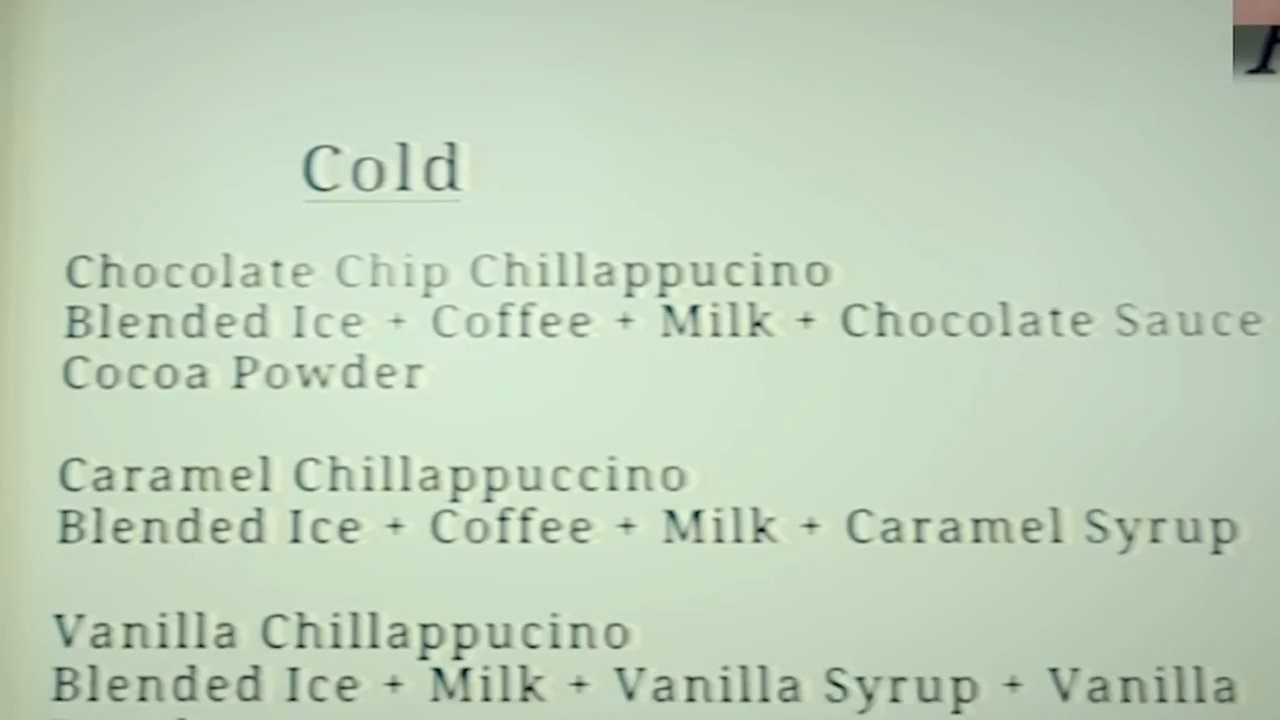 Cold
Chocolate Chip Chillappucino
Blended Ice + Coffee + Milk + Chocolate Sauce
Cocoa Powder
Caramel Chillappuccino
Blended Ice + Coffee + Milk + Caramel Syrup
Vanilla Chillappucino
Blended Ice + Milk + Vanilla Syrup + Vanilla